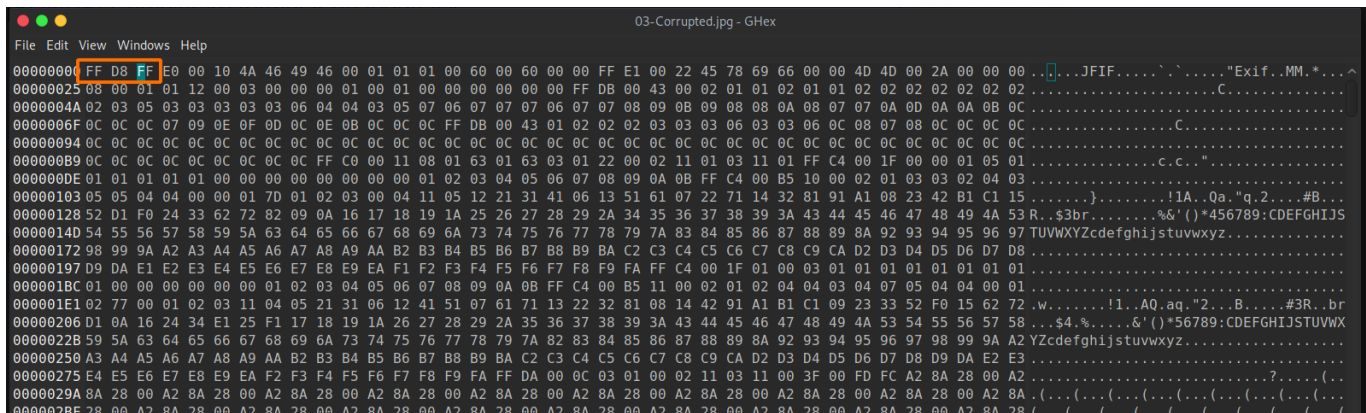 03-Corrupted.jpg - GHex
File Edit View Windows Help
00000000 FF D8 FF E0 00 10 4A 46 49 46 00 01 01 01 00 60 00 60 00 00 FF E1 00 22 45 78 69 66 00 00 4D 4D 00 2A 00 00 00 ......JFIF.....`.`....."Exif..MM.*...
00000025 08 00 01 01 12 00 03 00 00 00 01 00 01 00 00 00 00 00 00 FF DB 00 43 00 02 01 01 02 01 01 02 02 02 02 02 02 02 ......................C..............
0000004A 02 03 05 03 03 03 03 03 06 04 04 03 05 07 06 07 07 07 06 07 07 08 09 0B 09 08 08 0A 08 07 07 0A 0D 0A 0A 0B 0C .....................................
0000006F 0C 0C 0C 07 09 0E 0F 0D 0C 0E 0B 0C 0C 0C FF DB 00 43 01 02 02 02 03 03 03 06 03 03 06 0C 08 07 08 0C 0C 0C 0C .................C...................
00000094 0C 0C 0C 0C 0C 0C 0C 0C 0C 0C 0C 0C 0C 0C 0C 0C 0C 0C 0C 0C 0C 0C 0C 0C 0C 0C 0C 0C 0C 0C 0C 0C 0C 0C 0C 0C 0C .....................................
000000B9 0C 0C 0C 0C 0C 0C 0C 0C 0C FF C0 00 11 08 01 63 01 63 03 01 22 00 02 11 01 03 11 01 FF C4 00 1F 00 00 01 05 01 ...............c.c.."................
000000DE 01 01 01 01 01 00 00 00 00 00 00 00 00 01 02 03 04 05 06 07 08 09 0A 0B FF C4 00 B5 10 00 02 01 03 03 02 04 03 .....................................
00000103 05 05 04 04 00 00 01 7D 01 02 03 00 04 11 05 12 21 31 41 06 13 51 61 07 22 71 14 32 81 91 A1 08 23 42 B1 C1 15 .......}........!1A..Qa."q.2....#B...
00000128 52 D1 F0 24 33 62 72 82 09 0A 16 17 18 19 1A 25 26 27 28 29 2A 34 35 36 37 38 39 3A 43 44 45 46 47 48 49 4A 53 R..$3br........%&'()*456789:CDEFGHIJS
0000014D 54 55 56 57 58 59 5A 63 64 65 66 67 68 69 6A 73 74 75 76 77 78 79 7A 83 84 85 86 87 88 89 8A 92 93 94 95 96 97 TUVWXYZcdefghijstuvwxyz..............
00000172 98 99 9A A2 A3 A4 A5 A6 A7 A8 A9 AA B2 B3 B4 B5 B6 B7 B8 B9 BA C2 C3 C4 C5 C6 C7 C8 C9 CA D2 D3 D4 D5 D6 D7 D8 .....................................
00000197 D9 DA E1 E2 E3 E4 E5 E6 E7 E8 E9 EA F1 F2 F3 F4 F5 F6 F7 F8 F9 FA FF C4 00 1F 01 00 03 01 01 01 01 01 01 01 01 .....................................
000001BC 01 00 00 00 00 00 00 01 02 03 04 05 06 07 08 09 0A 0B FF C4 00 B5 11 00 02 01 02 04 04 03 04 07 05 04 04 00 01 .....................................
000001E1 02 77 00 01 02 03 11 04 05 21 31 06 12 41 51 07 61 71 13 22 32 81 08 14 42 91 A1 B1 C1 09 23 33 52 F0 15 62 72 .w.......!1..AQ.aq."2...B.....#3R..br
00000206 D1 0A 16 24 34 E1 25 F1 17 18 19 1A 26 27 28 29 2A 35 36 37 38 39 3A 43 44 45 46 47 48 49 4A 53 54 55 56 57 58 ...$4.%.....&'()*56789:CDEFGHIJSTUVWX
0000022B 59 5A 63 64 65 66 67 68 69 6A 73 74 75 76 77 78 79 7A 82 83 84 85 86 87 88 89 8A 92 93 94 95 96 97 98 99 9A A2 YZcdefghijstuvwxyz...................
00000250 A3 A4 A5 A6 A7 A8 A9 AA B2 B3 B4 B5 B6 B7 B8 B9 BA C2 C3 C4 C5 C6 C7 C8 C9 CA D2 D3 D4 D5 D6 D7 D8 D9 DA E2 E3 .....................................
00000275 E4 E5 E6 E7 E8 E9 EA F2 F3 F4 F5 F6 F7 F8 F9 FA FF DA 00 0C 03 01 00 02 11 03 11 00 3F 00 FD FC A2 8A 28 00 A2 ............................?.....(..
0000029A 8A 28 00 A2 8A 28 00 A2 8A 28 00 A2 8A 28 00 A2 8A 28 00 A2 8A 28 00 A2 8A 28 00 A2 8A 28 00 A2 8A 28 00 A2 8A .(...(...(...(...(...(...(...(...(...
000002BF 28 00 A2 8A 28 00 A2 8A 28 00 A2 8A 28 00 A2 8A 28 00 A2 8A 28 00 A2 8A 28 00 A2 8A 28 00 A2 8A 28 00 A2 8A 28 (...(...(...(...(...(...(...(...(...(